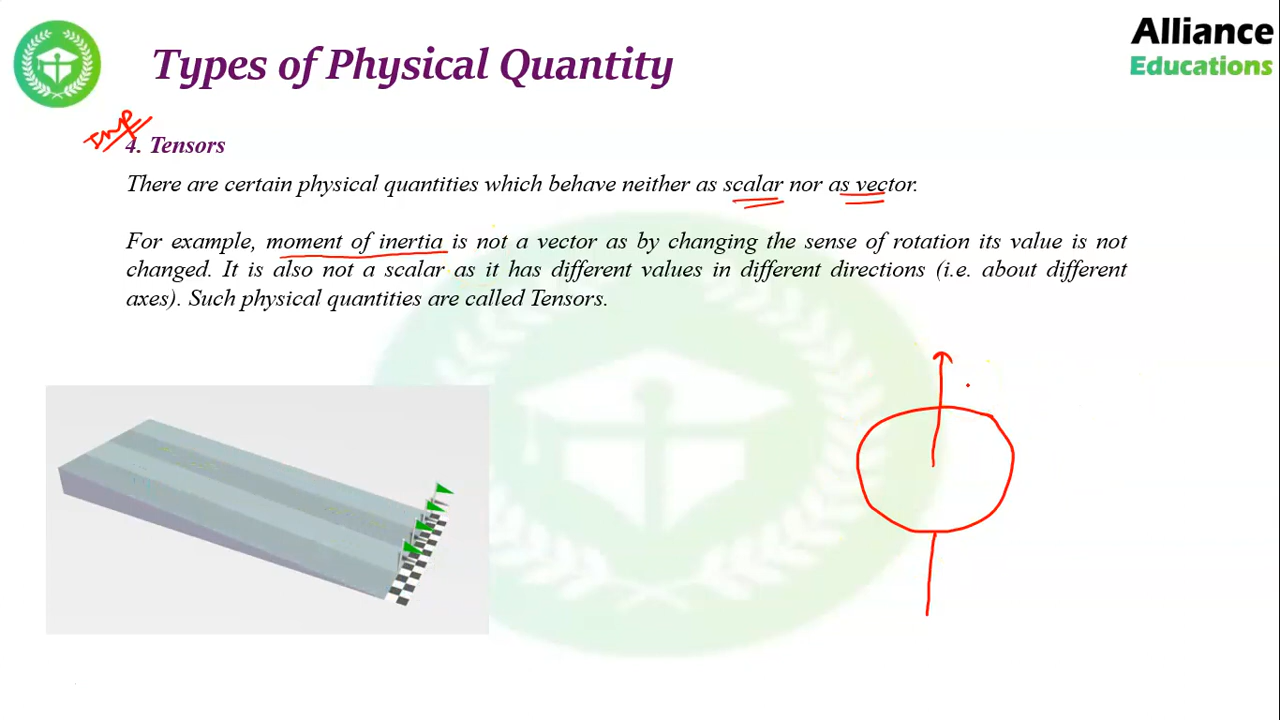 Alliance
Educations
Types of Physical Quantity
Imp
4. Tensors
There are certain physical quantities which behave neither as scalar nor as vector.
For example, moment of inertia is not a vector as by changing the sense of rotation its value is not
changed. It is also not a scalar as it has different values in different directions (i.e. about different
axes). Such physical quantities are called Tensors.